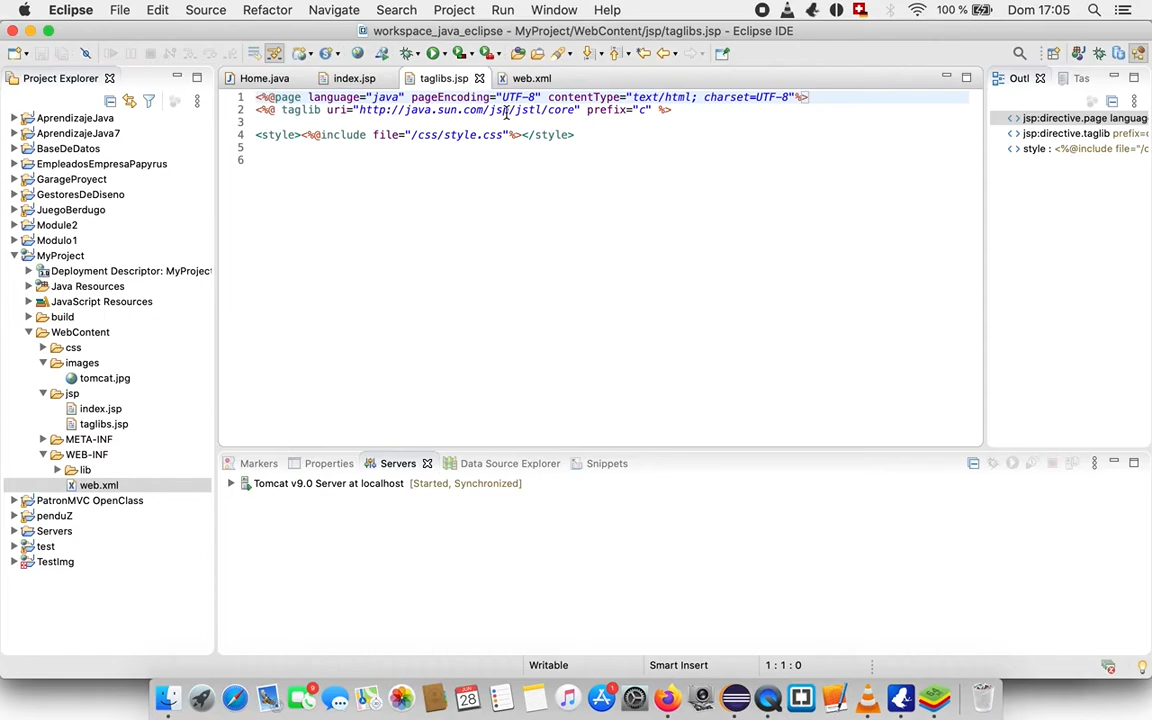 Eclipse File Edit Source Refactor Navigate Search Project Run Window Help 100 % Dom 17:05
workspace_java_eclipse - MyProject/WebContent/jsp/taglibs.jsp - Eclipse IDE
Project Explorer
Home.java index.jsp taglibs.jsp web.xml
Outl Tas
AprendizajeJava
AprendizajeJava7
BaseDeDatos
EmpleadosEmpresaPapyrus
GarageProyect
GestoresDeDiseno
JuegoBerdugo
Module2
Modulo1
MyProject
Deployment Descriptor: MyProject
Java Resources
JavaScript Resources
build
WebContent
css
images
tomcat.jpg
jsp
index.jsp
taglibs.jsp
META-INF
WEB-INF
lib
web.xml
PatronMVC OpenClass
penduZ
Servers
test
TestImg
1 <%@page language="java" pageEncoding="UTF-8" contentType="text/html; charset=UTF-8"%>
2 <%@ taglib uri="http://java.sun.com/jsp/jstl/core" prefix="c" %>
3
4 <style><%@include file="/css/style.css"%></style>
5
6
jsp:directive.page languag
jsp:directive.taglib prefix=
style : <%@include file="/c
Markers Properties Servers Data Source Explorer Snippets
Tomcat v9.0 Server at localhost [Started, Synchronized]
Writable Smart Insert 1 : 1 : 0
9 JUN 28 1